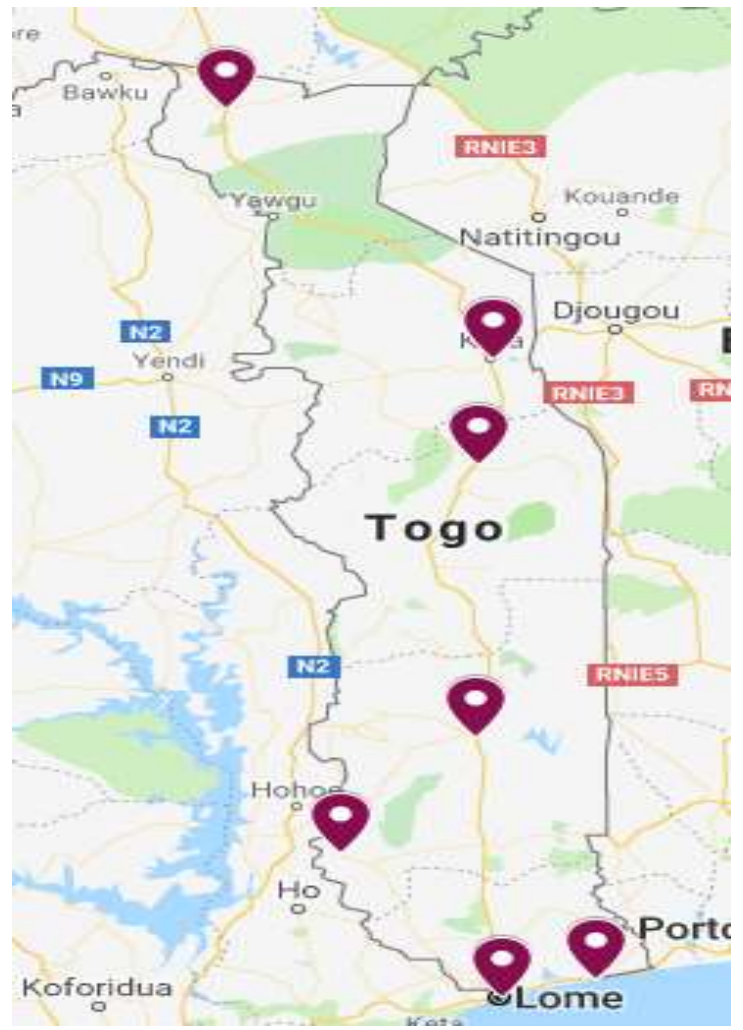 Bawku
RNIE3
Kouande
Yawgu
Natitingou
Djougou
N2
Yendi
N9
RNIE3
N2
Togo
N2
RNIE5
Hohoe
Ho
Porto
Koforidua
Lome
Keta